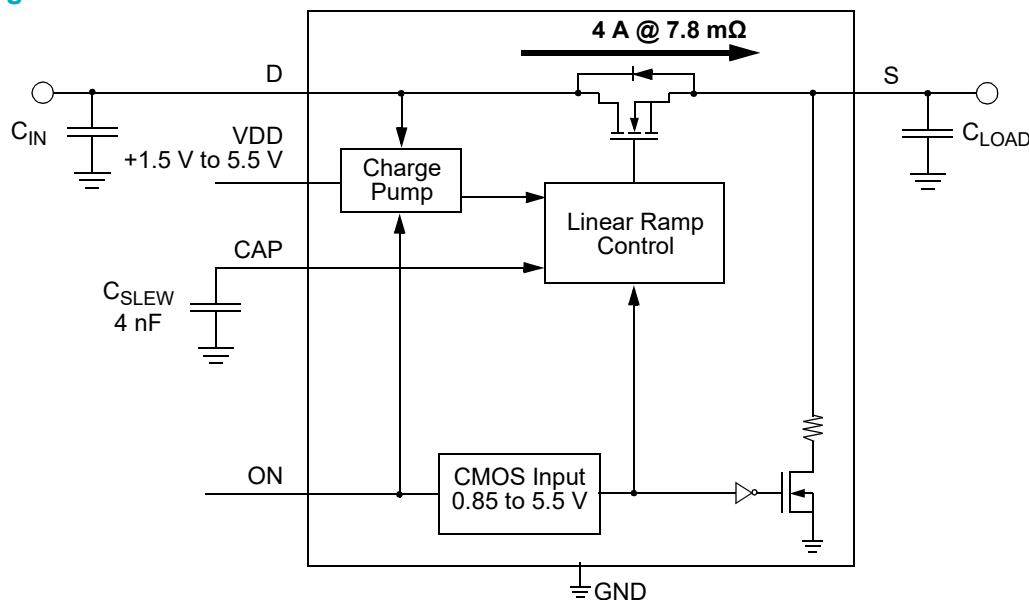 4 A @ 7.8 mΩ
D
S
CIN
VDD
+1.5 V to 5.5 V
Charge
Pump
CLOAD
Linear Ramp
Control
CAP
CSLEW
4 nF
ON
CMOS Input
0.85 to 5.5 V
GND